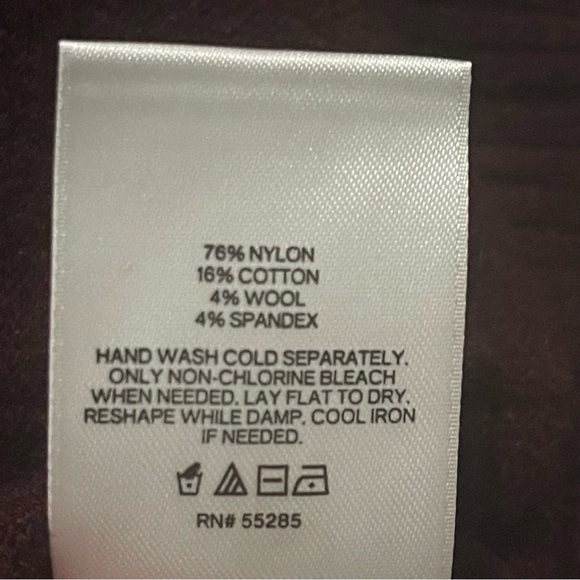 76% NYLON
16% COTTON
4% WOOL
4% SPANDEX
HAND WASH COLD SEPARATELY.
ONLY NON-CHLORINE BLEACH
WHEN NEEDED. LAY FLAT TO DRY.
RESHAPE WHILE DAMP. COOL IRON
IF NEEDED.
RN# 55285